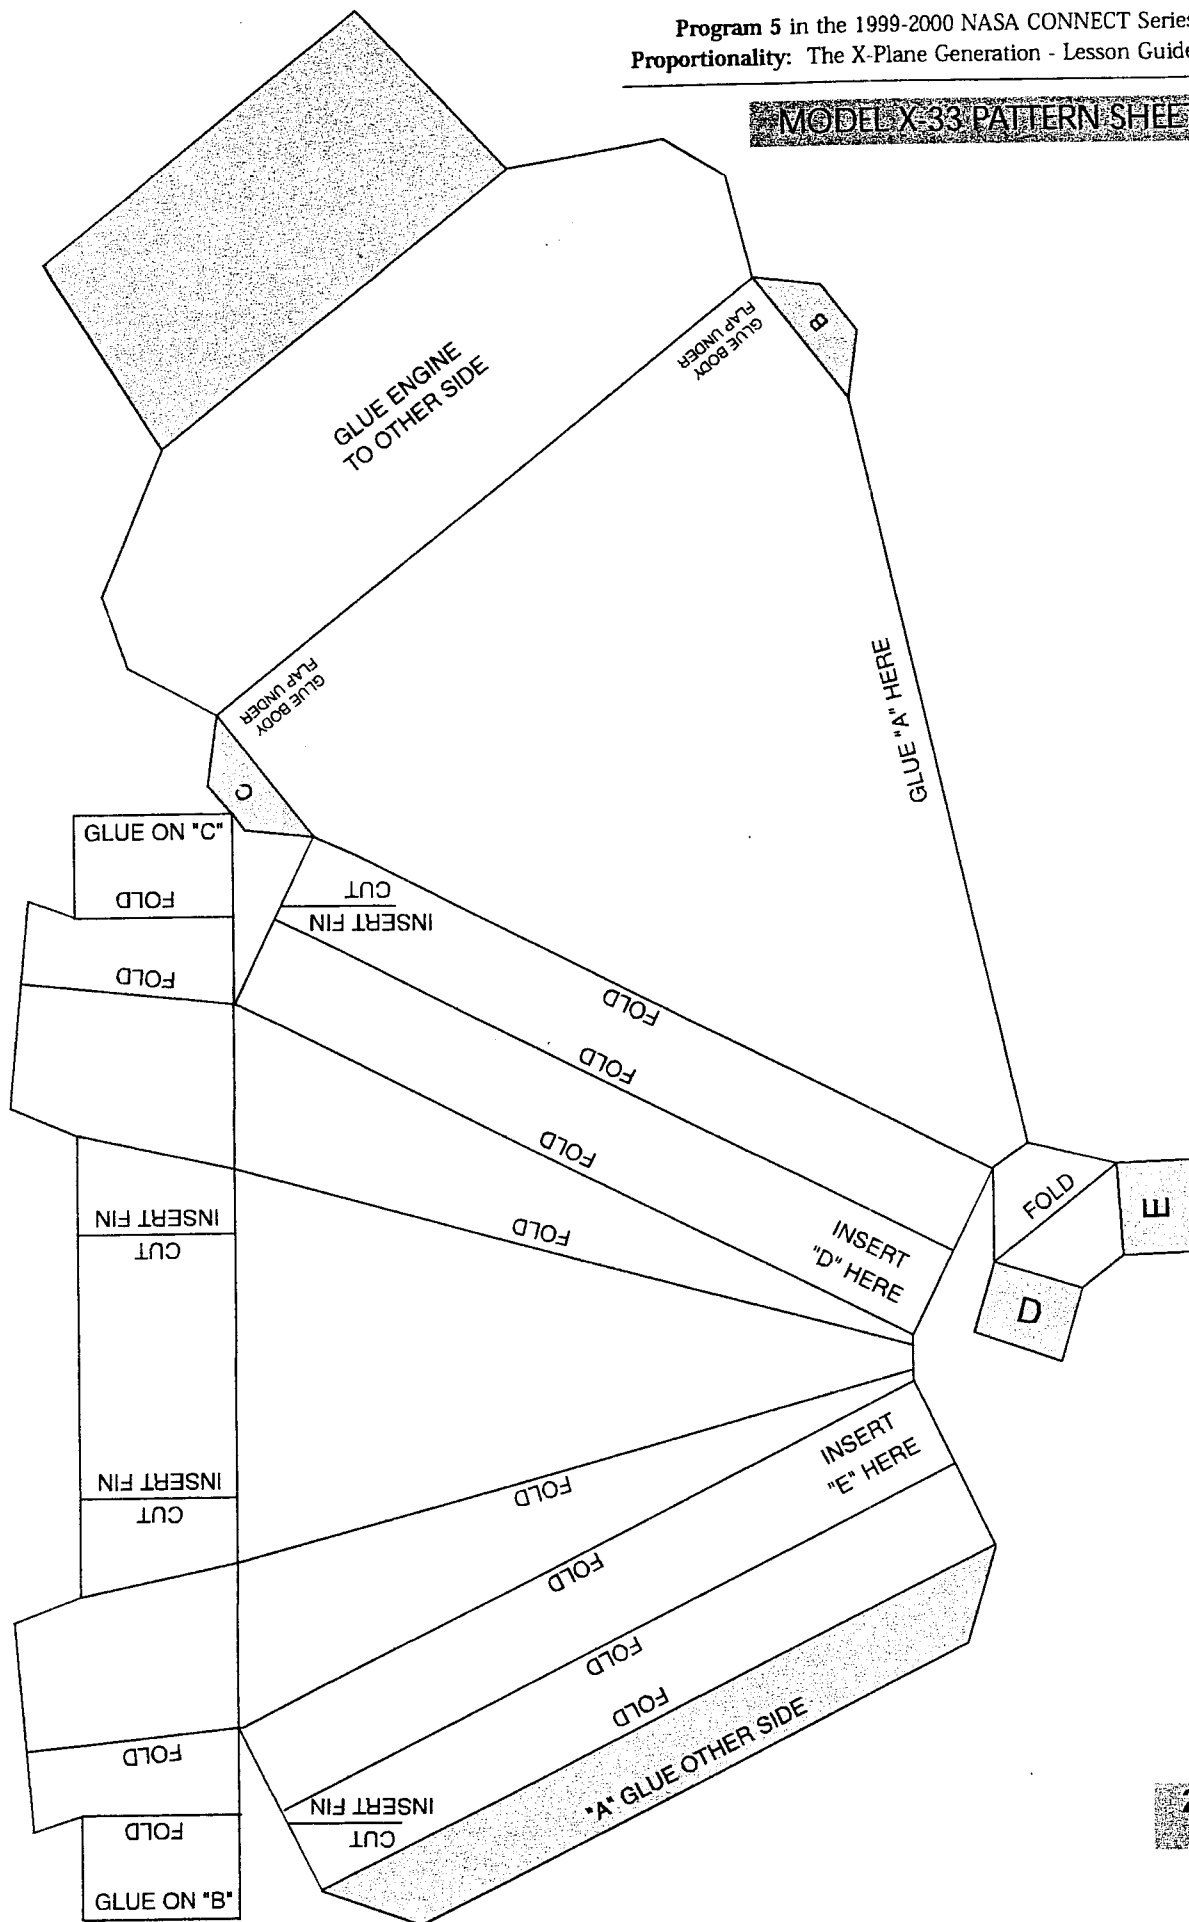 Program 5 in the 1999-2000 NASA CONNECT Series
Proportionality: The X-Plane Generation - Lesson Guide
MODEL X-33 PATTERN SHEE
GLUE ENGINE
TO OTHER SIDE
GLUE BODY
FLAP UNDER
B
GLUE "A" HERE
GLUE BODY
FLAP UNDER
C
GLUE ON "C"
FOLD
FOLD
CUT
INSERT FIN
FOLD
FOLD
FOLD
FOLD
INSERT FIN
CUT
INSERT
"D" HERE
FOLD
E
D
INSERT FIN
CUT
INSERT
"E" HERE
FOLD
FOLD
FOLD
FOLD
"A" GLUE OTHER SIDE
FOLD
FOLD
INSERT FIN
CUT
GLUE ON "B"